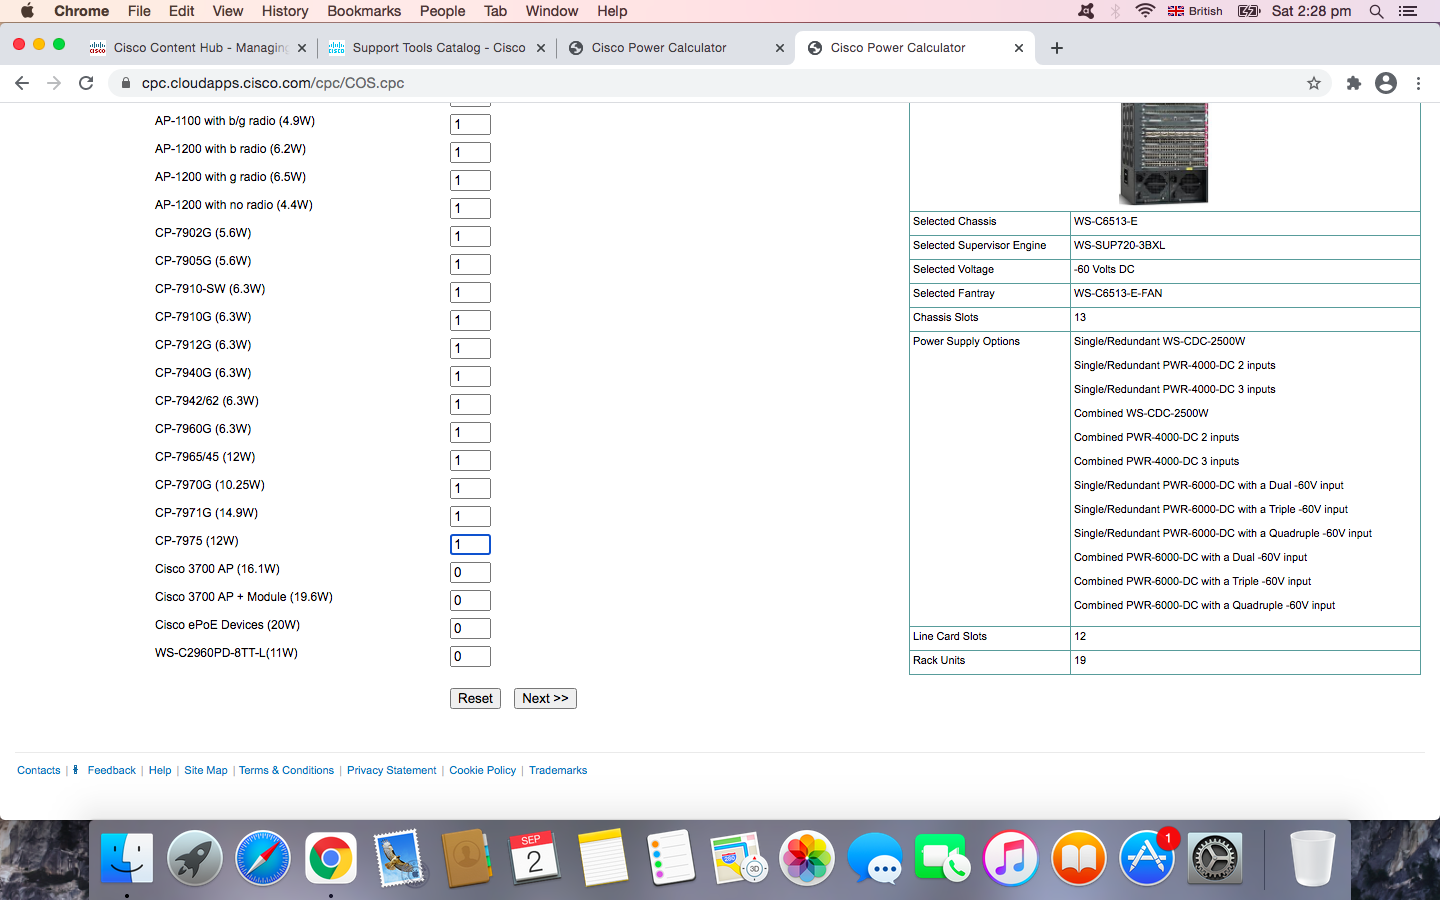 Chrome File Edit View History Bookmarks People Tab Window Help British Sat 2:28 pm
Cisco Content Hub - Managing Support Tools Catalog - Cisco Cisco Power Calculator Cisco Power Calculator
cpc.cloudapps.cisco.com/cpc/COS.cpc
AP-1100 with b/g radio (4.9W) 1
AP-1200 with b radio (6.2W) 1
AP-1200 with g radio (6.5W) 1
AP-1200 with no radio (4.4W) 1
CP-7902G (5.6W) 1
CP-7905G (5.6W) 1
CP-7910-SW (6.3W) 1
CP-7910G (6.3W) 1
CP-7912G (6.3W) 1
CP-7940G (6.3W) 1
CP-7942/62 (6.3W) 1
CP-7960G (6.3W) 1
CP-7965/45 (12W) 1
CP-7970G (10.25W) 1
CP-7971G (14.9W) 1
CP-7975 (12W) 1
Cisco 3700 AP (16.1W) 0
Cisco 3700 AP + Module (19.6W) 0
Cisco ePoE Devices (20W) 0
WS-C2960PD-8TT-L(11W) 0
Reset Next >>
Selected Chassis WS-C6513-E
Selected Supervisor Engine WS-SUP720-3BXL
Selected Voltage -60 Volts DC
Selected Fantray WS-C6513-E-FAN
Chassis Slots 13
Power Supply Options Single/Redundant WS-CDC-2500W
Single/Redundant PWR-4000-DC 2 inputs
Single/Redundant PWR-4000-DC 3 inputs
Combined WS-CDC-2500W
Combined PWR-4000-DC 2 inputs
Combined PWR-4000-DC 3 inputs
Single/Redundant PWR-6000-DC with a Dual -60V input
Single/Redundant PWR-6000-DC with a Triple -60V input
Single/Redundant PWR-6000-DC with a Quadruple -60V input
Combined PWR-6000-DC with a Dual -60V input
Combined PWR-6000-DC with a Triple -60V input
Combined PWR-6000-DC with a Quadruple -60V input
Line Card Slots 12
Rack Units 19
Contacts | Feedback | Help | Site Map | Terms & Conditions | Privacy Statement | Cookie Policy | Trademarks
SEP
2
280
3D
1